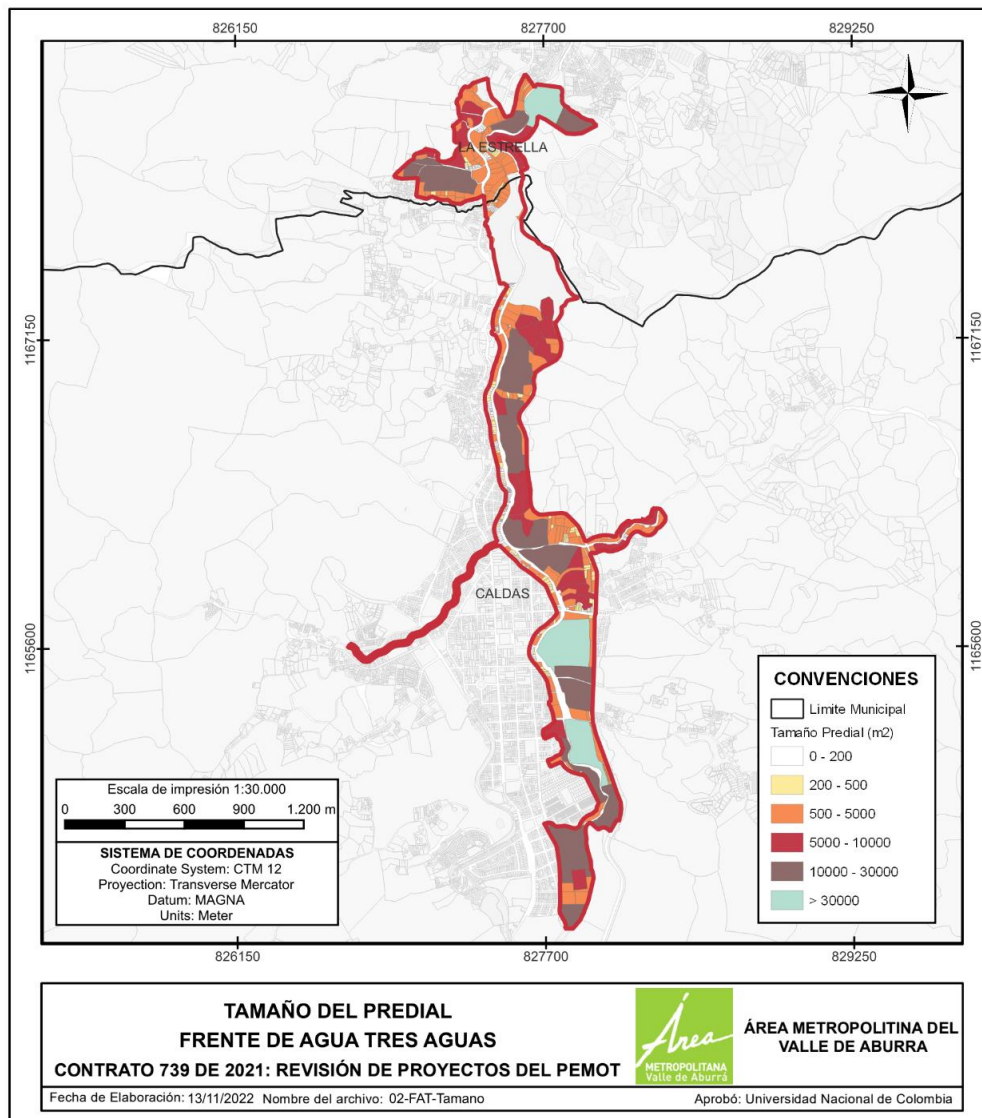 826150
827700
829250
LA ESTRELLA
1167150
1167150
CALDAS
1165600
1165600
CONVENCIONES
Limite Municipal
Tamaño Predial (m2)
0 - 200
200 - 500
500 - 5000
5000 - 10000
10000 - 30000
> 30000
Escala de impresión 1:30.000
0 300 600 900 1.200 m
SISTEMA DE COORDENADAS
Coordinate System: CTM 12
Proyection: Transverse Mercator
Datum: MAGNA
Units: Meter
826150
827700
829250
TAMAÑO DEL PREDIAL
FRENTE DE AGUA TRES AGUAS
CONTRATO 739 DE 2021: REVISIÓN DE PROYECTOS DEL PEMOT
Área
METROPOLITANA
Valle de Aburrá
ÁREA METROPOLITINA DEL
VALLE DE ABURRA
Fecha de Elaboración: 13/11/2022 Nombre del archivo: 02-FAT-Tamano
Aprobó: Universidad Nacional de Colombia